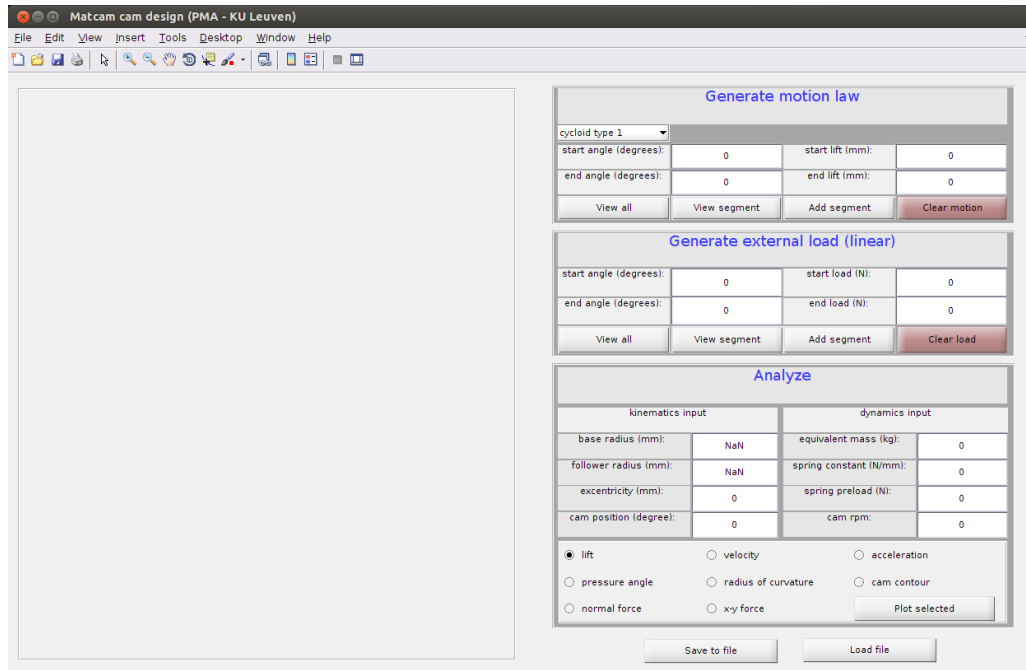 Matcam cam design (PMA - KU Leuven)
File Edit View Insert Tools Desktop Window Help
Generate motion law
cycloid type 1
start angle (degrees): 0 start lift (mm): 0
end angle (degrees): 0 end lift (mm): 0
View all View segment Add segment Clear motion
Generate external load (linear)
start angle (degrees): 0 start load (N): 0
end angle (degrees): 0 end load (N): 0
View all View segment Add segment Clear load
Analyze
kinematics input dynamics input
base radius (mm): NaN equivalent mass (kg): 0
follower radius (mm): NaN spring constant (N/mm): 0
excentricity (mm): 0 spring preload (N): 0
cam position (degree): 0 cam rpm: 0
lift velocity acceleration
pressure angle radius of curvature cam contour
normal force x-y force Plot selected
Save to file Load file